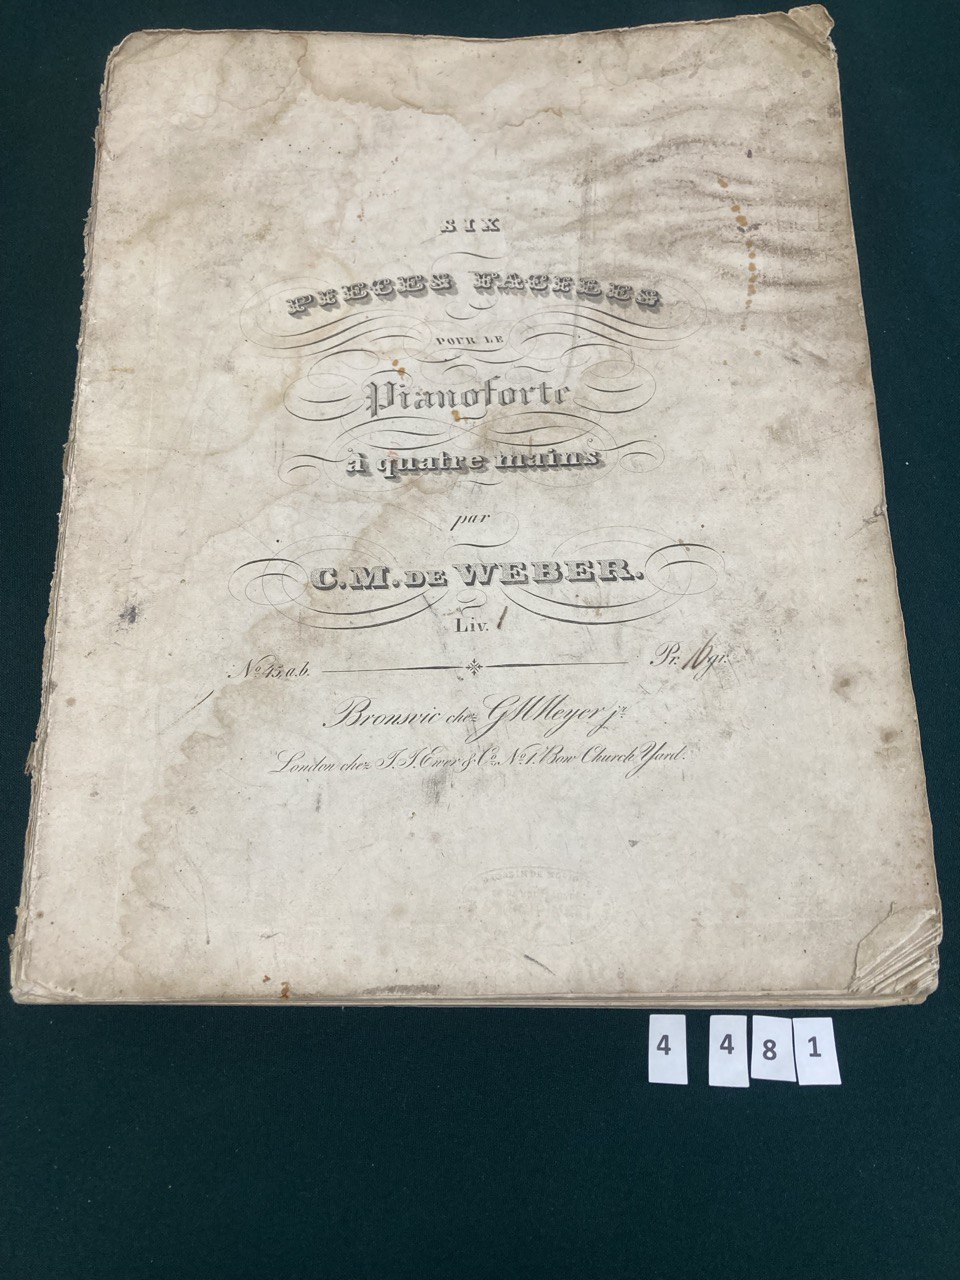 SIX
PIECES FACILES
POUR LE
Pianoforte
à quatre mains
par
C.M. DE WEBER.
Liv. 1
No. 45, a.b.
Pr. 16 gr.
Bronsvic chez G M Meyer jr.
London chez J. J. Ewer & Co. No. 1. Bow Church Yard.
4 4 8 1